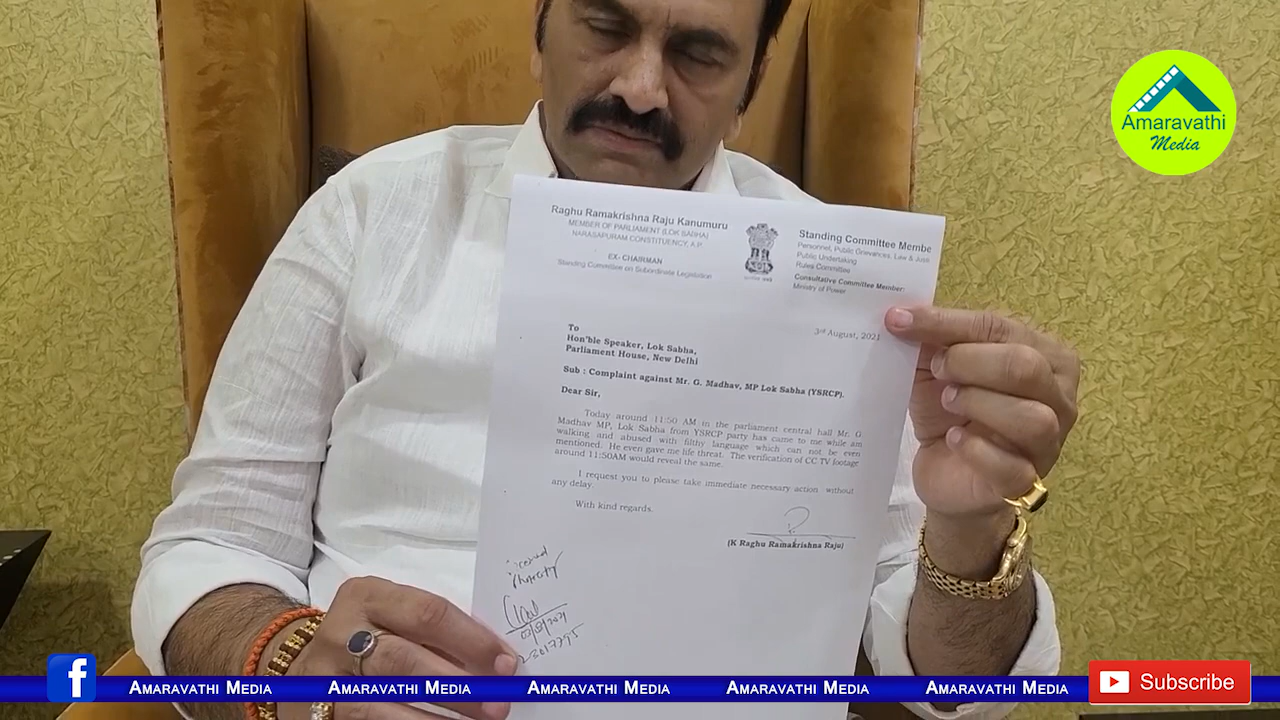 Amaravathi
Media
Raghu Ramakrishna Raju Kanumuru
MEMBER OF PARLIAMENT (LOK SABHA)
NARASAPURAM CONSTITUENCY, A.P.
EX- CHAIRMAN
Standing Committee on Subordinate Legislation
Standing Committee Membe
Personnel, Public Grievances, Law & Justi
Public Undertaking
Rules Committee
Consultative Committee Member:
Ministry of Power
3rd August, 2021
To
Hon'ble Speaker, Lok Sabha,
Parliament House, New Delhi
Sub : Complaint against Mr. G. Madhav, MP Lok Sabha (YSRCP).
Dear Sir,
Today around 11:50 AM in the parliament central hall Mr. G
Madhav MP, Lok Sabha from YSRCP party has came to me while am
walking and abused with filthy language which can not be even
mentioned. He even gave me life threat. The verification of CC TV footage
around 11:50AM would reveal the same.
I request you to please take immediate necessary action without
any delay.
With kind regards.
(K Raghu Ramakrishna Raju)
03/8/2021
f
AMARAVATHI MEDIA AMARAVATHI MEDIA AMARAVATHI MEDIA AMARAVATHI MEDIA AMARAVATHI MEDIA
Subscribe